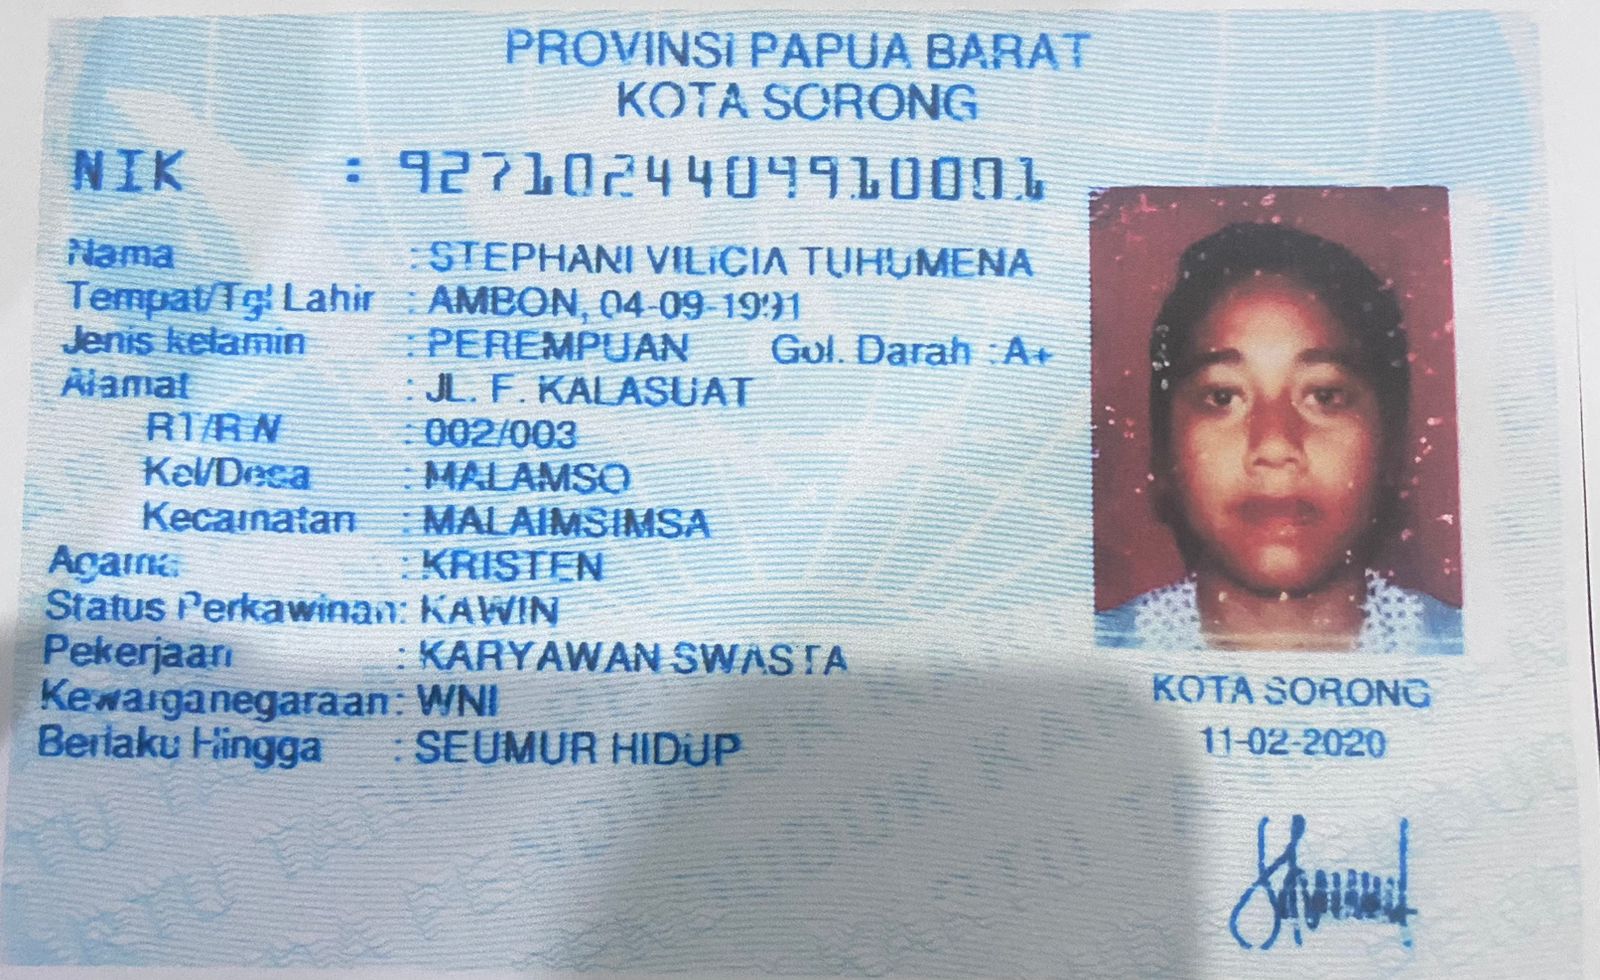 PROVINSI PAPUA BARAT
KOTA SORONG
NIK : 9271024409910001
Nama : STEPHANI VILICIA TUHUMENA
Tempat/Tgl Lahir : AMBON, 04-09-1991
Jenis kelamin : PEREMPUAN Gol. Darah : A+
Alamat : JL. F. KALASUAT
RT/RW : 002/003
Kel/Desa : MALAMSO
Kecamatan : MALAIMSIMSA
Agama : KRISTEN
Status Perkawinan: KAWIN
Pekerjaan : KARYAWAN SWASTA
Kewarganegaraan: WNI
Berlaku Hingga : SEUMUR HIDUP
KOTA SORONG
11-02-2020